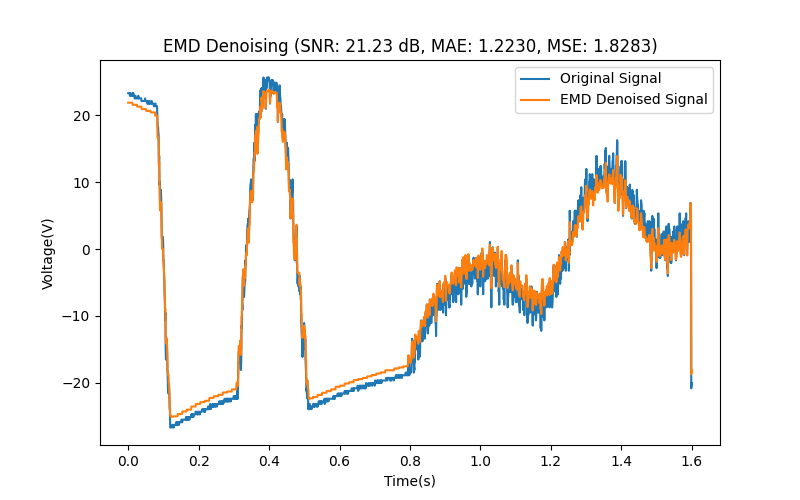 EMD Denoising (SNR: 21.23 dB, MAE: 1.2230, MSE: 1.8283)
Original Signal
EMD Denoised Signal
Voltage(V)
20
10
0
−10
−20
0.0 0.2 0.4 0.6 0.8 1.0 1.2 1.4 1.6
Time(s)